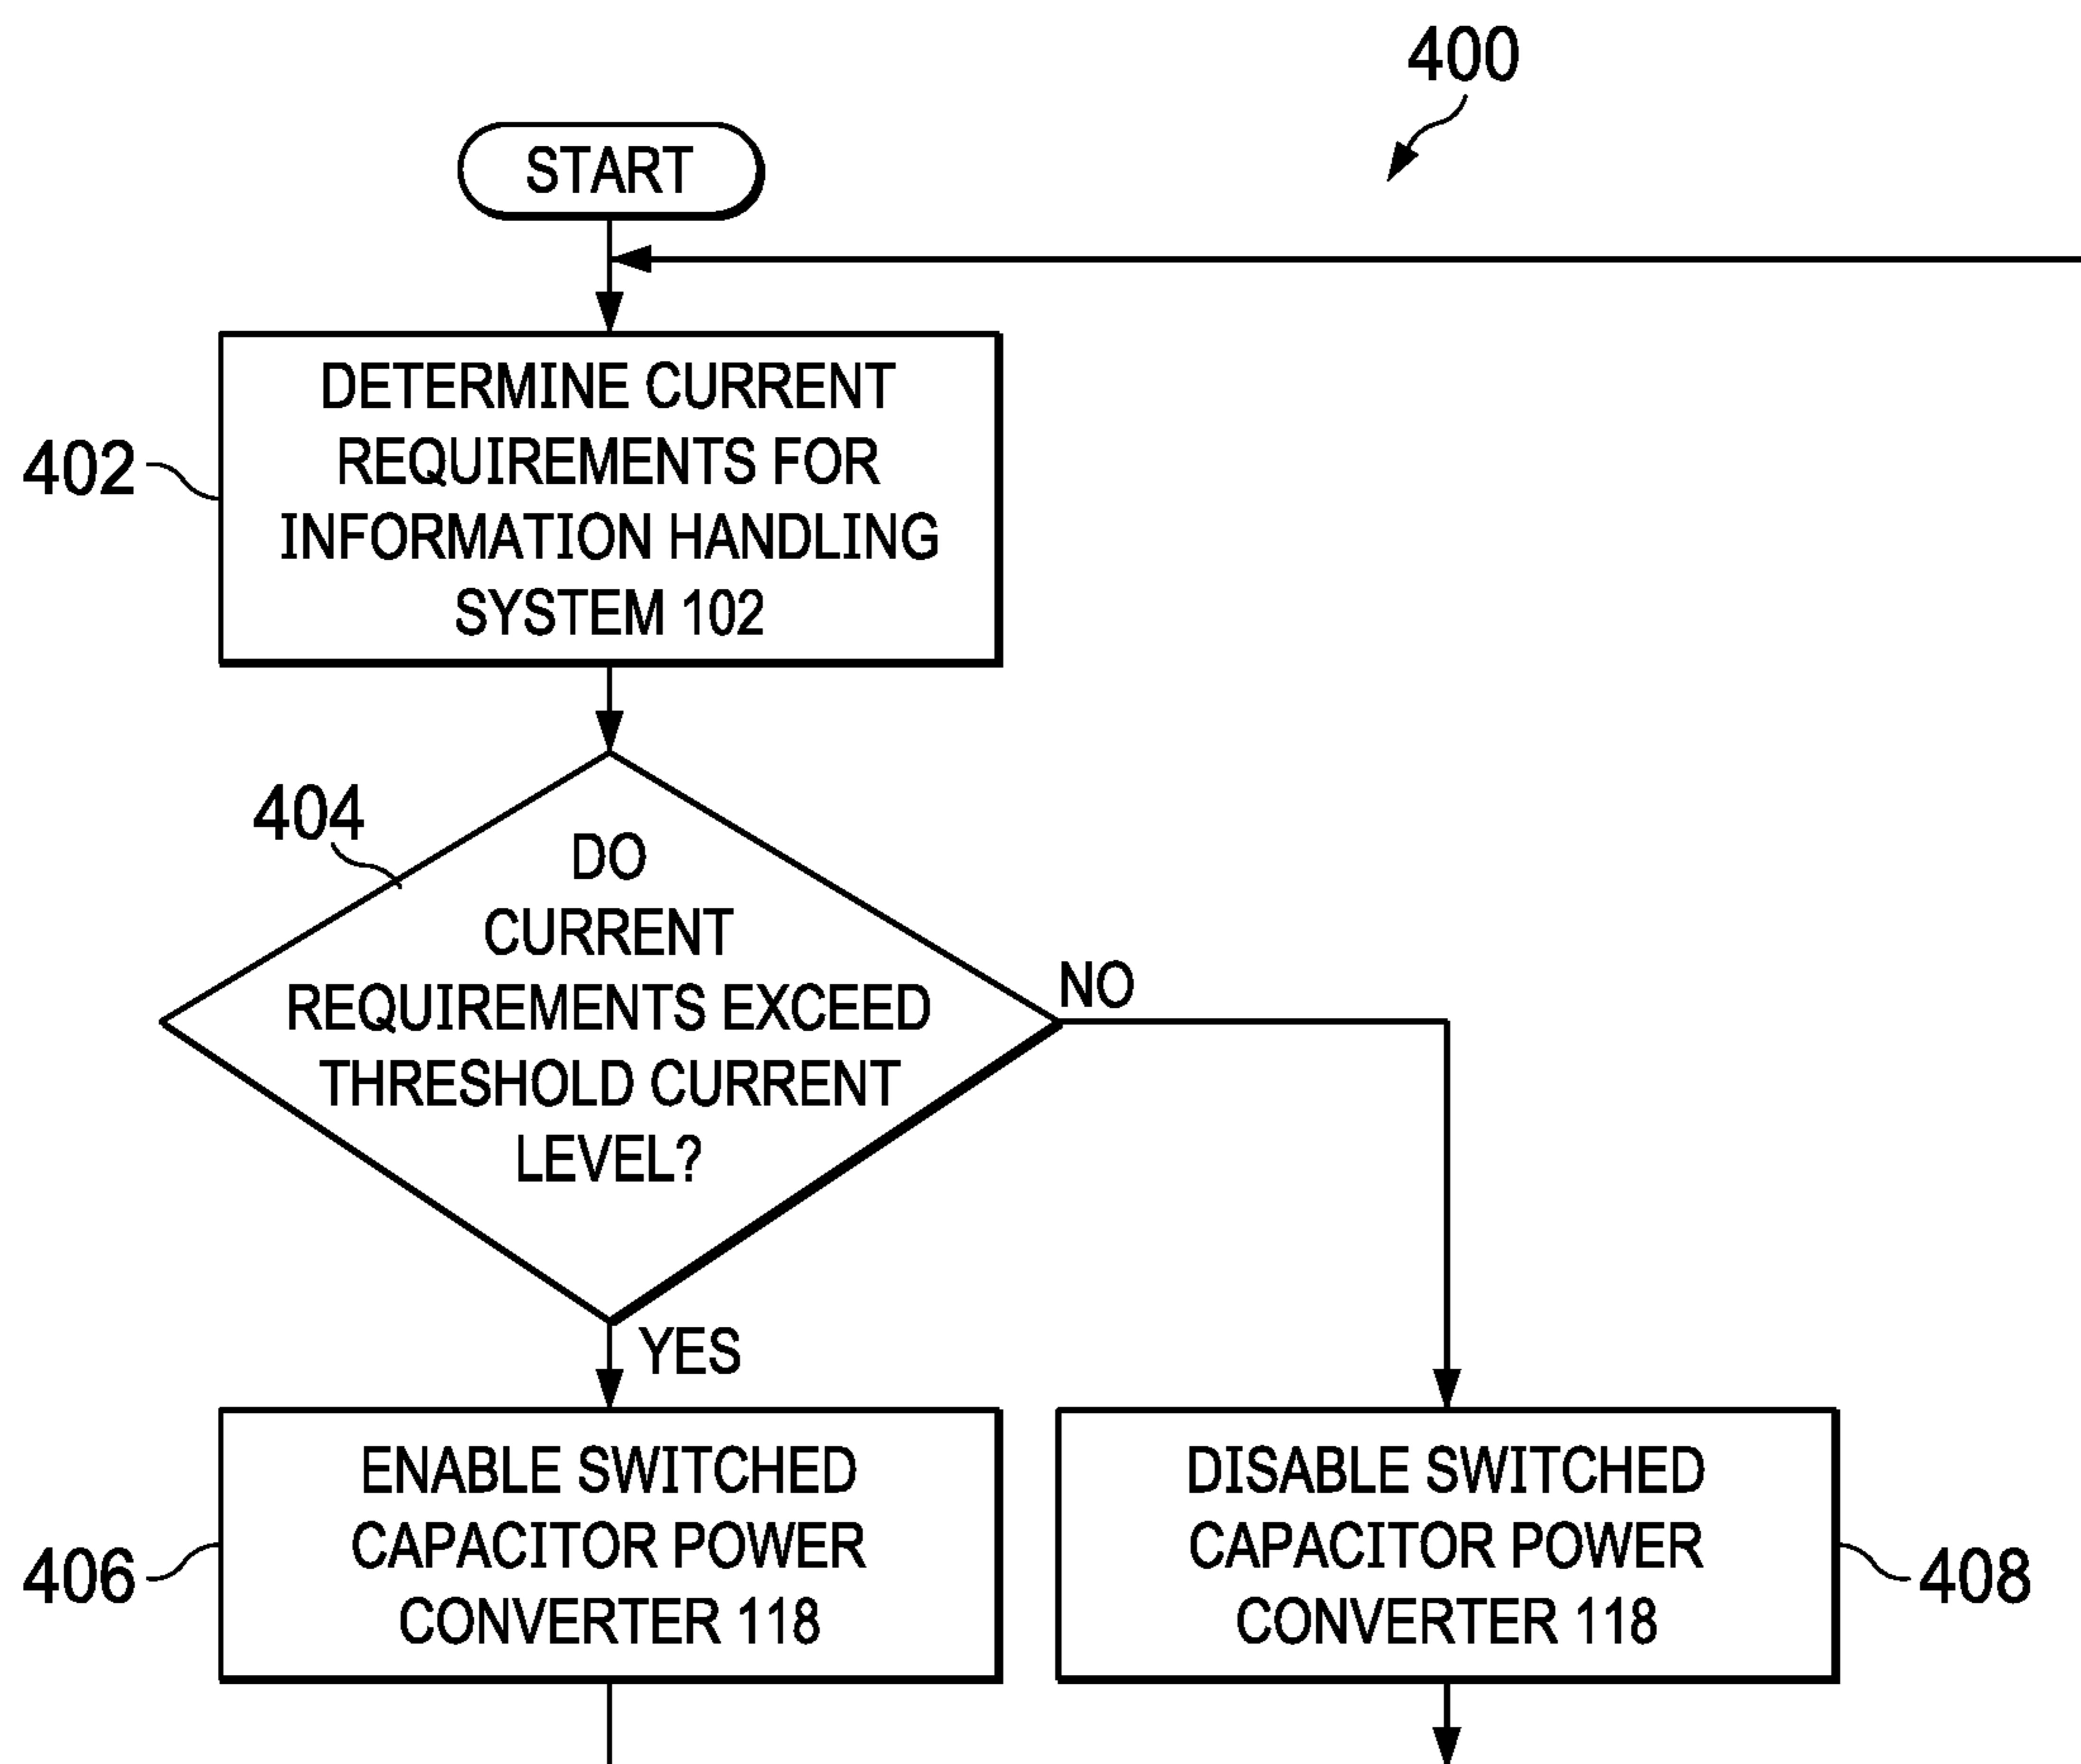 400
START
402
DETERMINE CURRENT
REQUIREMENTS FOR
INFORMATION HANDLING
SYSTEM 102
404
DO
CURRENT
REQUIREMENTS EXCEED
THRESHOLD CURRENT
LEVEL?
NO
YES
406
ENABLE SWITCHED
CAPACITOR POWER
CONVERTER 118
DISABLE SWITCHED
CAPACITOR POWER
CONVERTER 118
408